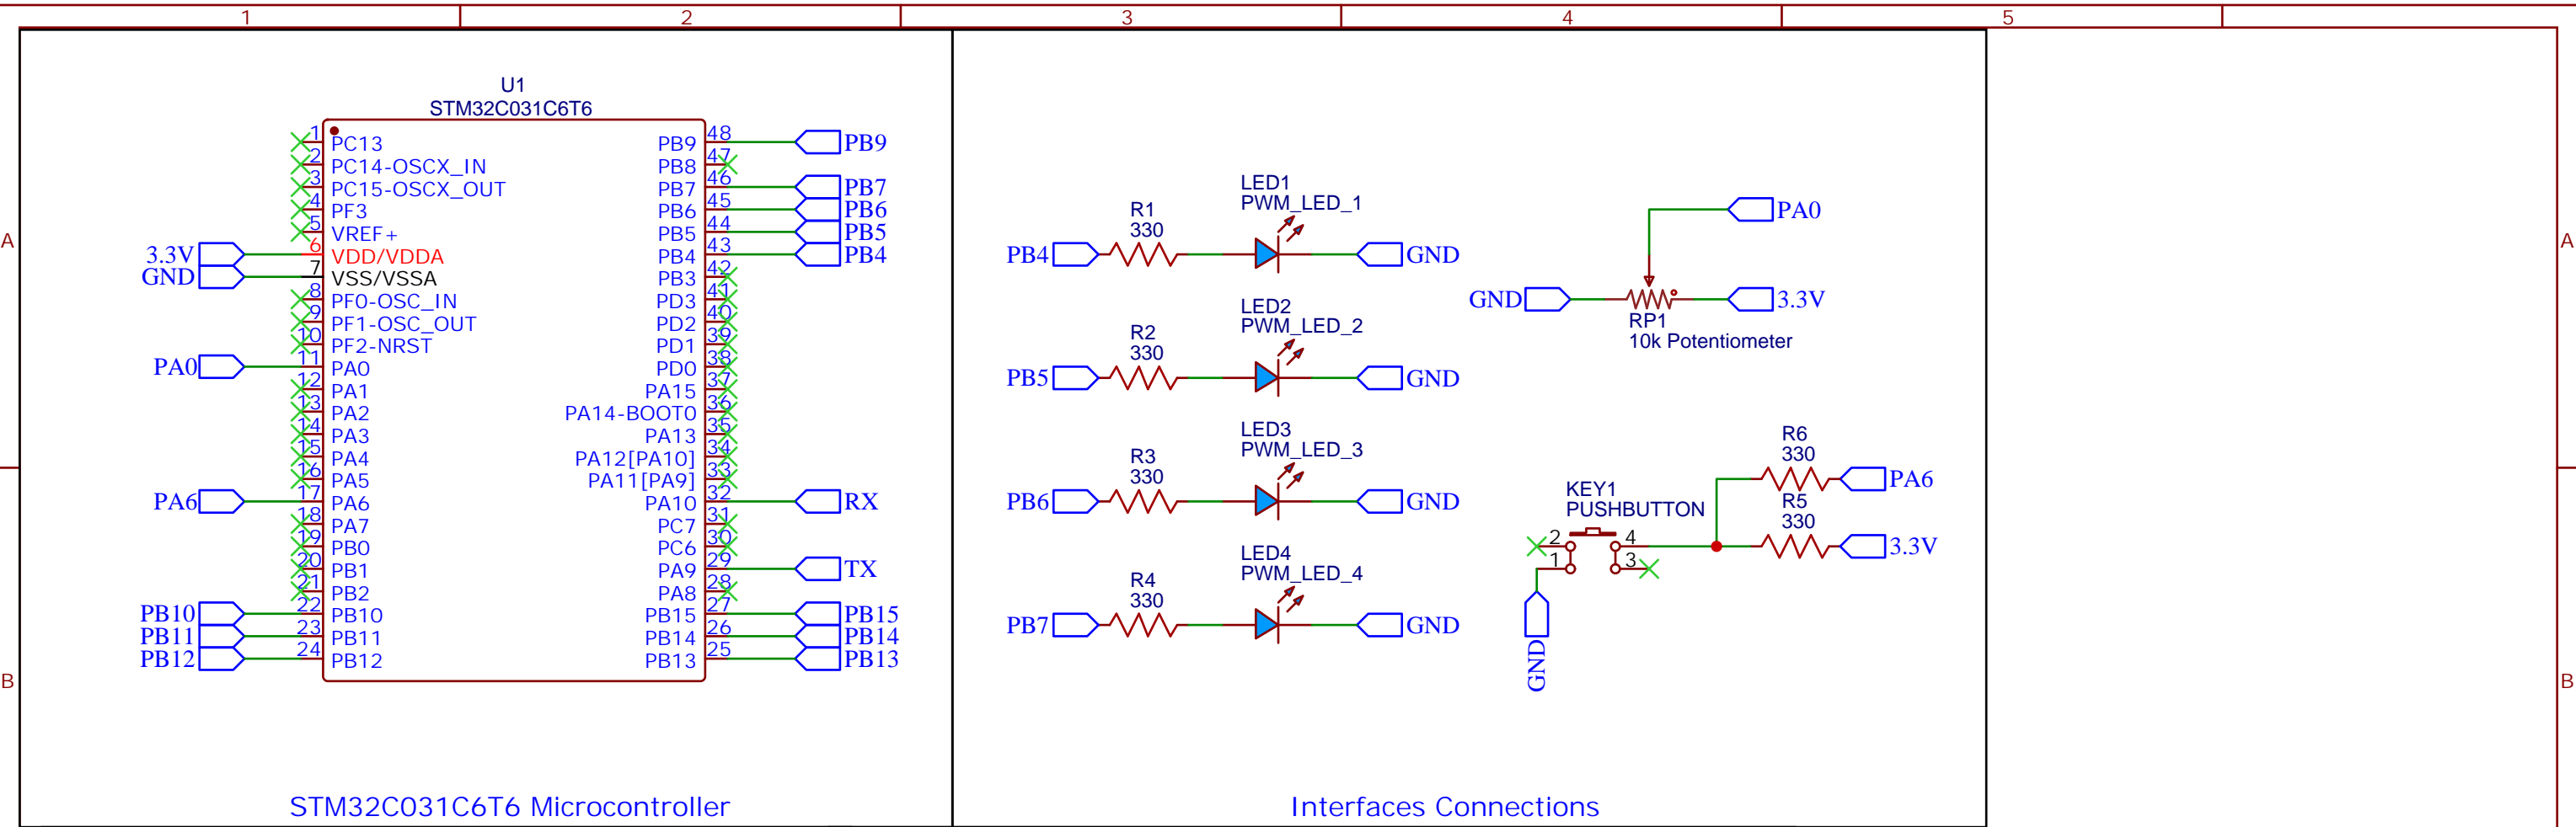 1 2 3 4 5
A A
B B
U1
STM32C031C6T6
1 PC13
2 PC14-OSCX_IN
3 PC15-OSCX_OUT
4 PF3
5 VREF+
3.3V 6 VDD/VDDA
GND 7 VSS/VSSA
8 PF0-OSC_IN
9 PF1-OSC_OUT
10 PF2-NRST
PA0 11 PA0
12 PA1
13 PA2
14 PA3
15 PA4
16 PA5
PA6 17 PA6
18 PA7
19 PB0
20 PB1
21 PB2
PB10 22 PB10
PB11 23 PB11
PB12 24 PB12
PB9 48 PB9
PB8 47
PB7 46 PB7
PB6 45 PB6
PB5 44 PB5
PB4 43 PB4
PB3 42
PD3 41
PD2 40
PD1 39
PD0 38
PA15 37
PA14-BOOT0 36
PA13 35
PA12[PA10] 34
PA11[PA9] 33
PA10 32 RX
PC7 31
PC6 30
PA9 29 TX
PA8 28
PB15 27 PB15
PB14 26 PB14
PB13 25 PB13
STM32C031C6T6 Microcontroller
LED1
PWM_LED_1
R1
330
PB4 GND
LED2
PWM_LED_2
R2
330
PB5 GND
LED3
PWM_LED_3
R3
330
PB6 GND
LED4
PWM_LED_4
R4
330
PB7 GND
PA0
GND 3.3V
RP1
10k Potentiometer
R6
330
PA6
R5
330
3.3V
KEY1
PUSHBUTTON
2 4
1 3
GND
Interfaces Connections